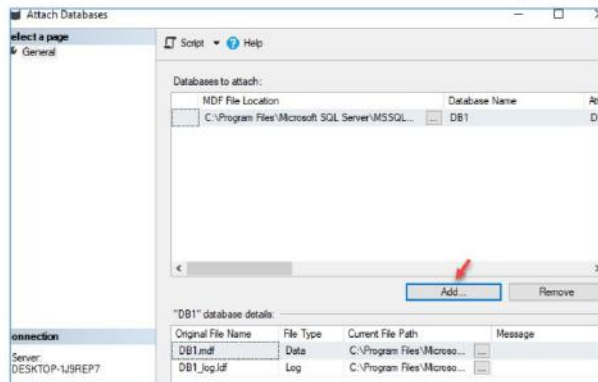 Attach Databases
elect a page
General
Script Help
Databases to attach:
MDF File Location Database Name At
C:\Program Files\Microsoft SQL Server\MSSQL... ... DB1 D
Add... Remove
"DB1" database details:
Original File Name File Type Current File Path Message
DB1.mdf Data C:\Program Files\Microso... ...
DB1_log.ldf Log C:\Program Files\Microso... ...
onnection
Server:
DESKTOP-1J9REP7